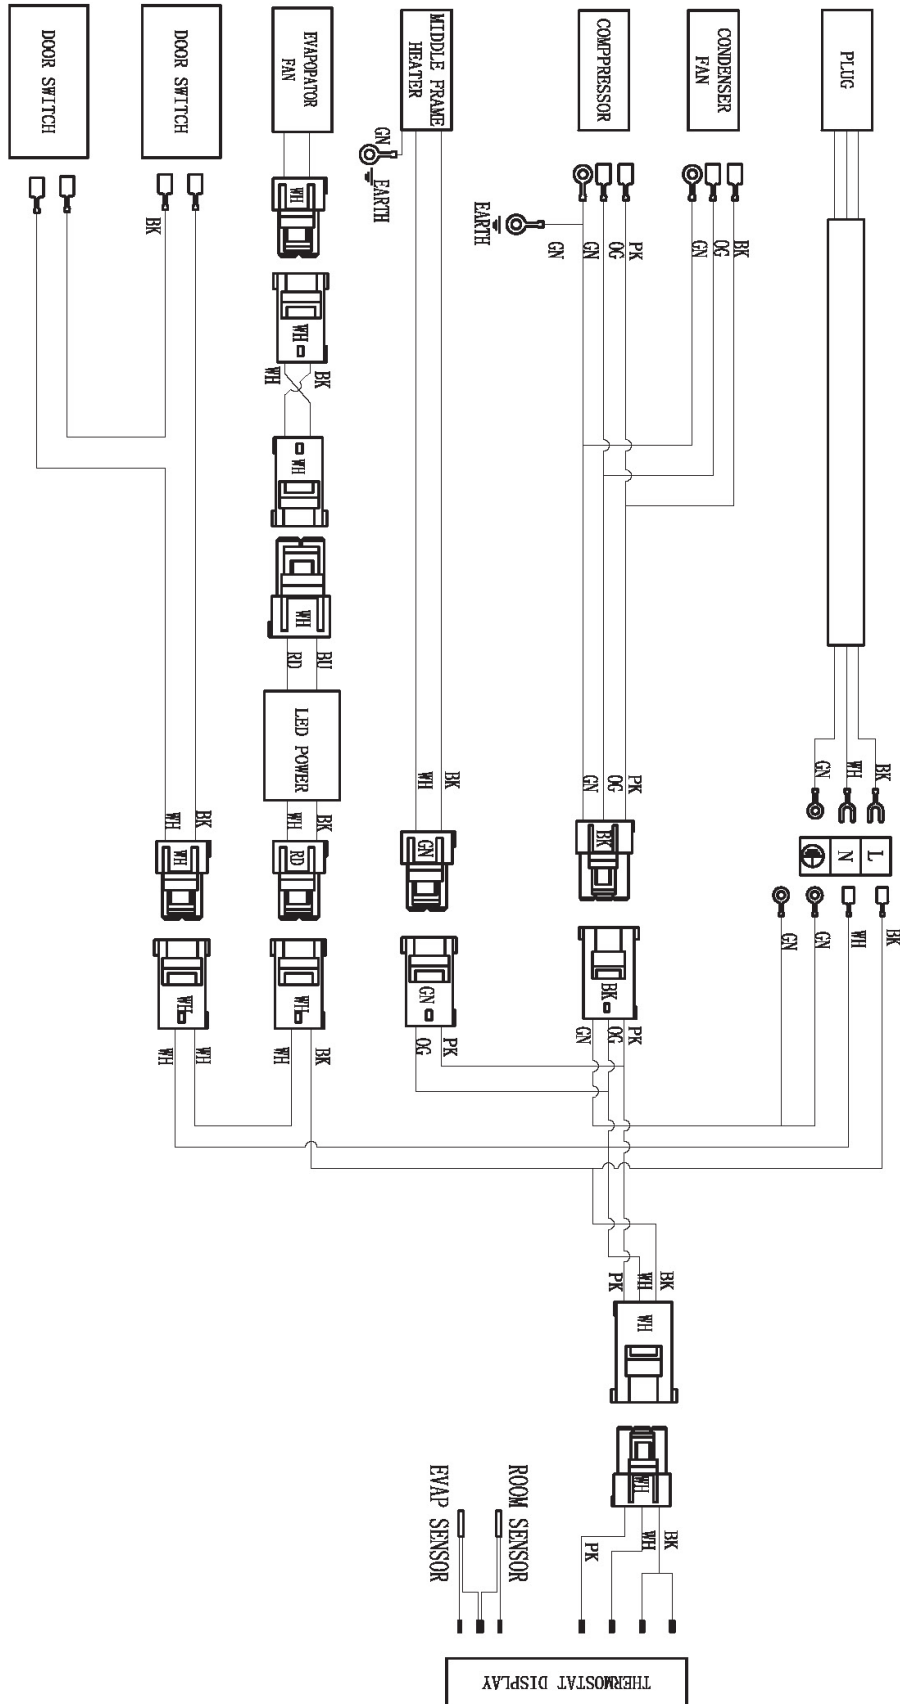 DOOR SWITCH
DOOR SWITCH
EVAPOPATOR
FAN
MIDDLE FRAME
HEATER
COMPPRESSOR
CONDENSER
FAN
PLUG
GN
EARTH
WH
BK
EARTH
GN
GN
OG
PK
GN
OG
BK
WH
WH
BK
WH
WH
RD
BU
LED POWER
WH
BK
WH
BK
WH
BK
GN
OG
PK
GN
WH
BK
WH
RD
GN
BK
N
L
GN
GN
WH
BK
WH
WH
GN
BK
WH
WH
WH
BK
OG
PK
GN
OG
PK
PK
WH
BK
WH
WH
EVAP SENSOR
ROOM SENSOR
PK
WH
BK
THERMOSTAT DISPLAY